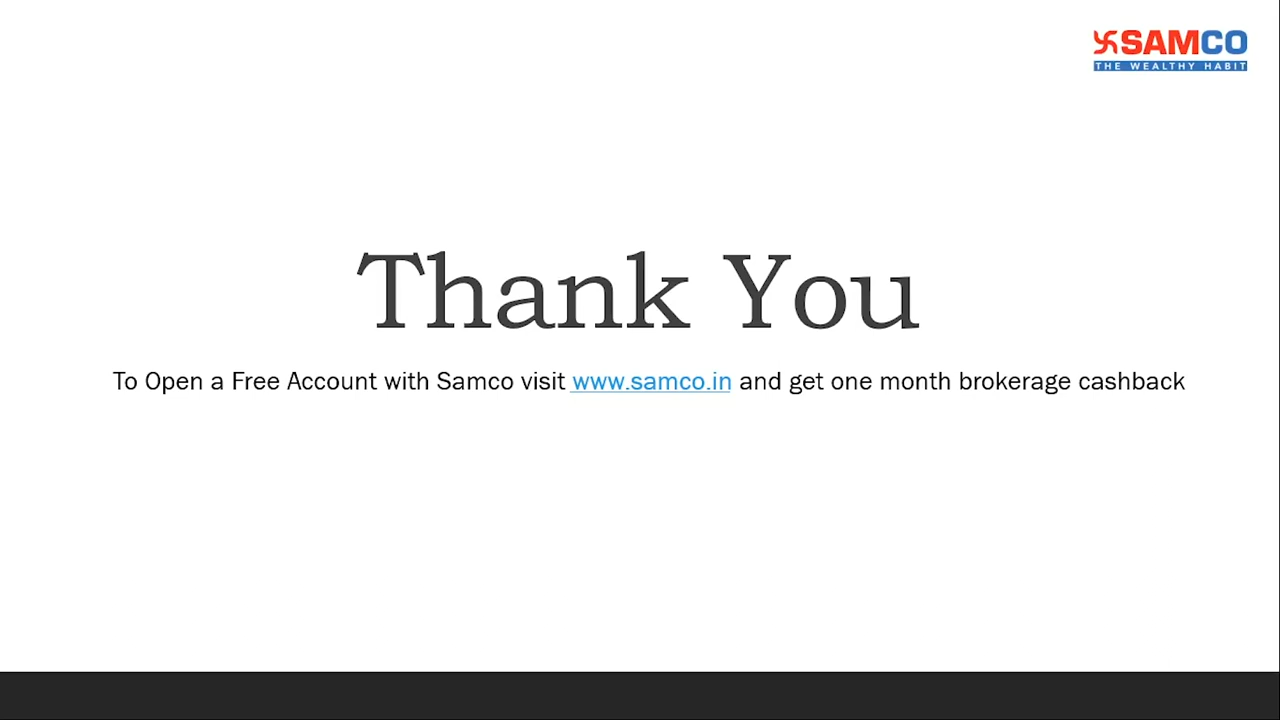 SAMCO
THE WEALTHY HABIT
Thank You
To Open a Free Account with Samco visit www.samco.in and get one month brokerage cashback